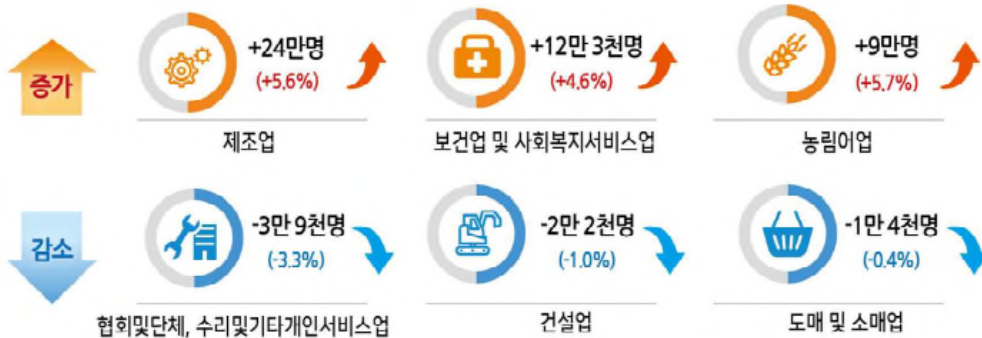 증가
+24만명
(+5.6%)
제조업
+12만 3천명
(+4.6%)
보건업 및 사회복지서비스업
+9만명
(+5.7%)
농림어업
감소
-3만 9천명
(-3.3%)
협회및단체, 수리및기타개인서비스업
-2만 2천명
(-1.0%)
건설업
-1만 4천명
(-0.4%)
도매 및 소매업